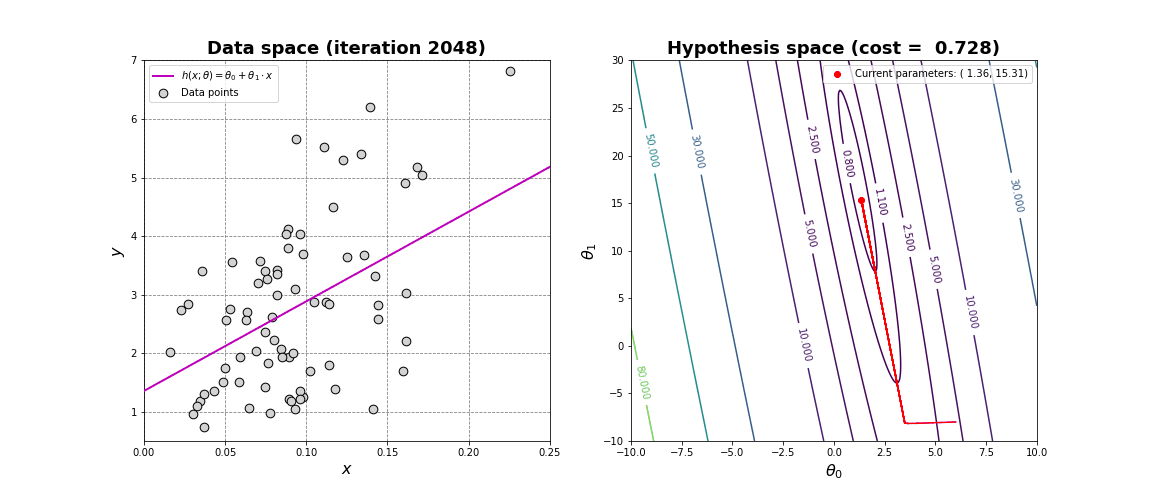 Data space (iteration 2048)
h(x; θ) = θ0 + θ1 · x
Data points
y
7
6
5
4
3
2
1
0.00 0.05 0.10 0.15 0.20 0.25
x
Hypothesis space (cost =  0.728)
Current parameters: ( 1.36, 15.31)
θ1
30
25
20
15
10
5
0
−5
−10
50.000
30.000
2.500
0.800
1.100
30.000
5.000
2.500
5.000
10.000
10.000
80.000
−10.0 −7.5 −5.0 −2.5 0.0 2.5 5.0 7.5 10.0
θ0